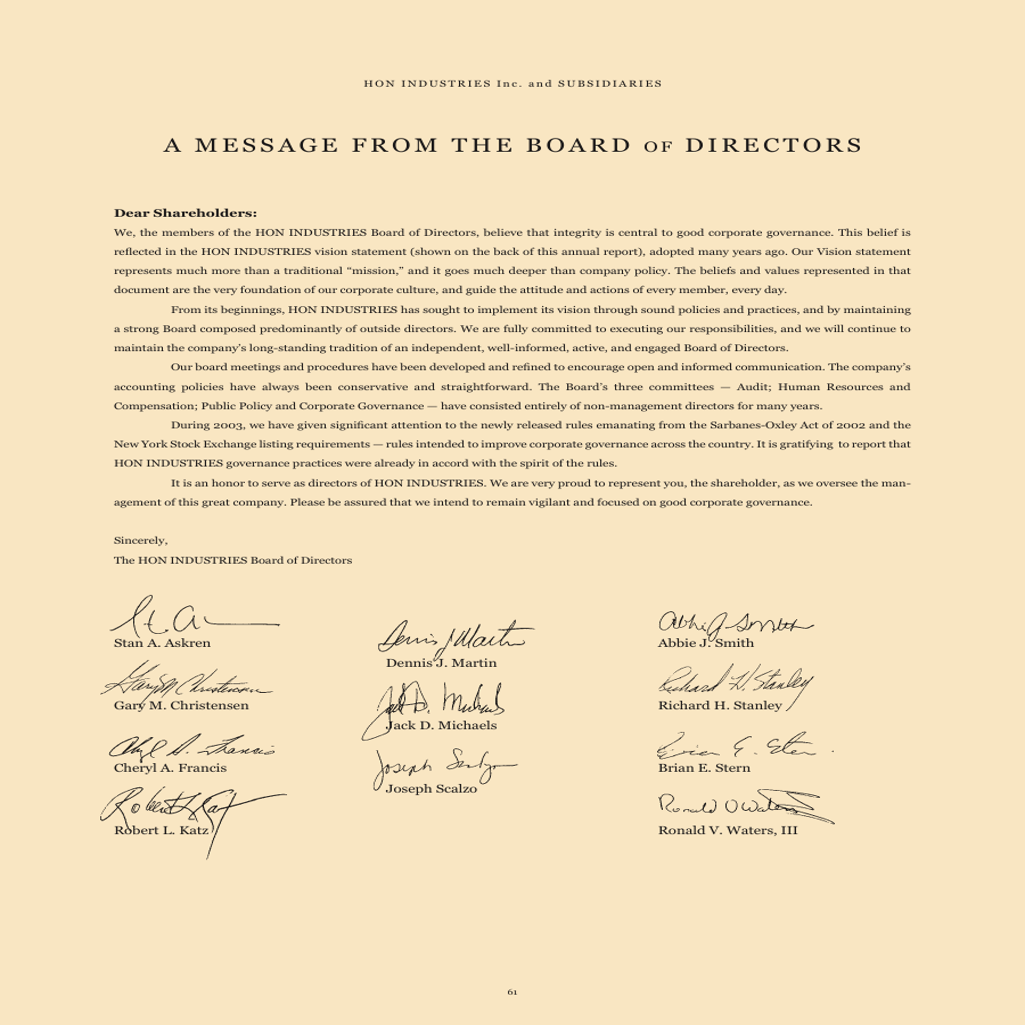 HON INDUSTRIES Inc. and SUBSIDIARIES
A MESSAGE FROM THE BOARD OF DIRECTORS
Dear Shareholders:
We, the members of the HON INDUSTRIES Board of Directors, believe that integrity is central to good corporate governance. This belief is
reflected in the HON INDUSTRIES vision statement (shown on the back of this annual report), adopted many years ago. Our Vision statement
represents much more than a traditional “mission,” and it goes much deeper than company policy. The beliefs and values represented in that
document are the very foundation of our corporate culture, and guide the attitude and actions of every member, every day.
From its beginnings, HON INDUSTRIES has sought to implement its vision through sound policies and practices, and by maintaining
a strong Board composed predominantly of outside directors. We are fully committed to executing our responsibilities, and we will continue to
maintain the company’s long-standing tradition of an independent, well-informed, active, and engaged Board of Directors.
Our board meetings and procedures have been developed and refined to encourage open and informed communication. The company’s
accounting policies have always been conservative and straightforward. The Board’s three committees — Audit; Human Resources and
Compensation; Public Policy and Corporate Governance — have consisted entirely of non-management directors for many years.
During 2003, we have given significant attention to the newly released rules emanating from the Sarbanes-Oxley Act of 2002 and the
New York Stock Exchange listing requirements — rules intended to improve corporate governance across the country. It is gratifying to report that
HON INDUSTRIES governance practices were already in accord with the spirit of the rules.
It is an honor to serve as directors of HON INDUSTRIES. We are very proud to represent you, the shareholder, as we oversee the man-
agement of this great company. Please be assured that we intend to remain vigilant and focused on good corporate governance.
Sincerely,
The HON INDUSTRIES Board of Directors
Stan A. Askren
Gary M. Christensen
Cheryl A. Francis
Robert L. Katz
Dennis J. Martin
Dennis J. Martin
Jack D. Michaels
Jack D. Michaels
Joseph Scalzo
Abbie J. Smith
Abbie J. Smith
Richard H. Stanley
Richard H. Stanley
Brian E. Stern
Ronald V. Waters, III
61